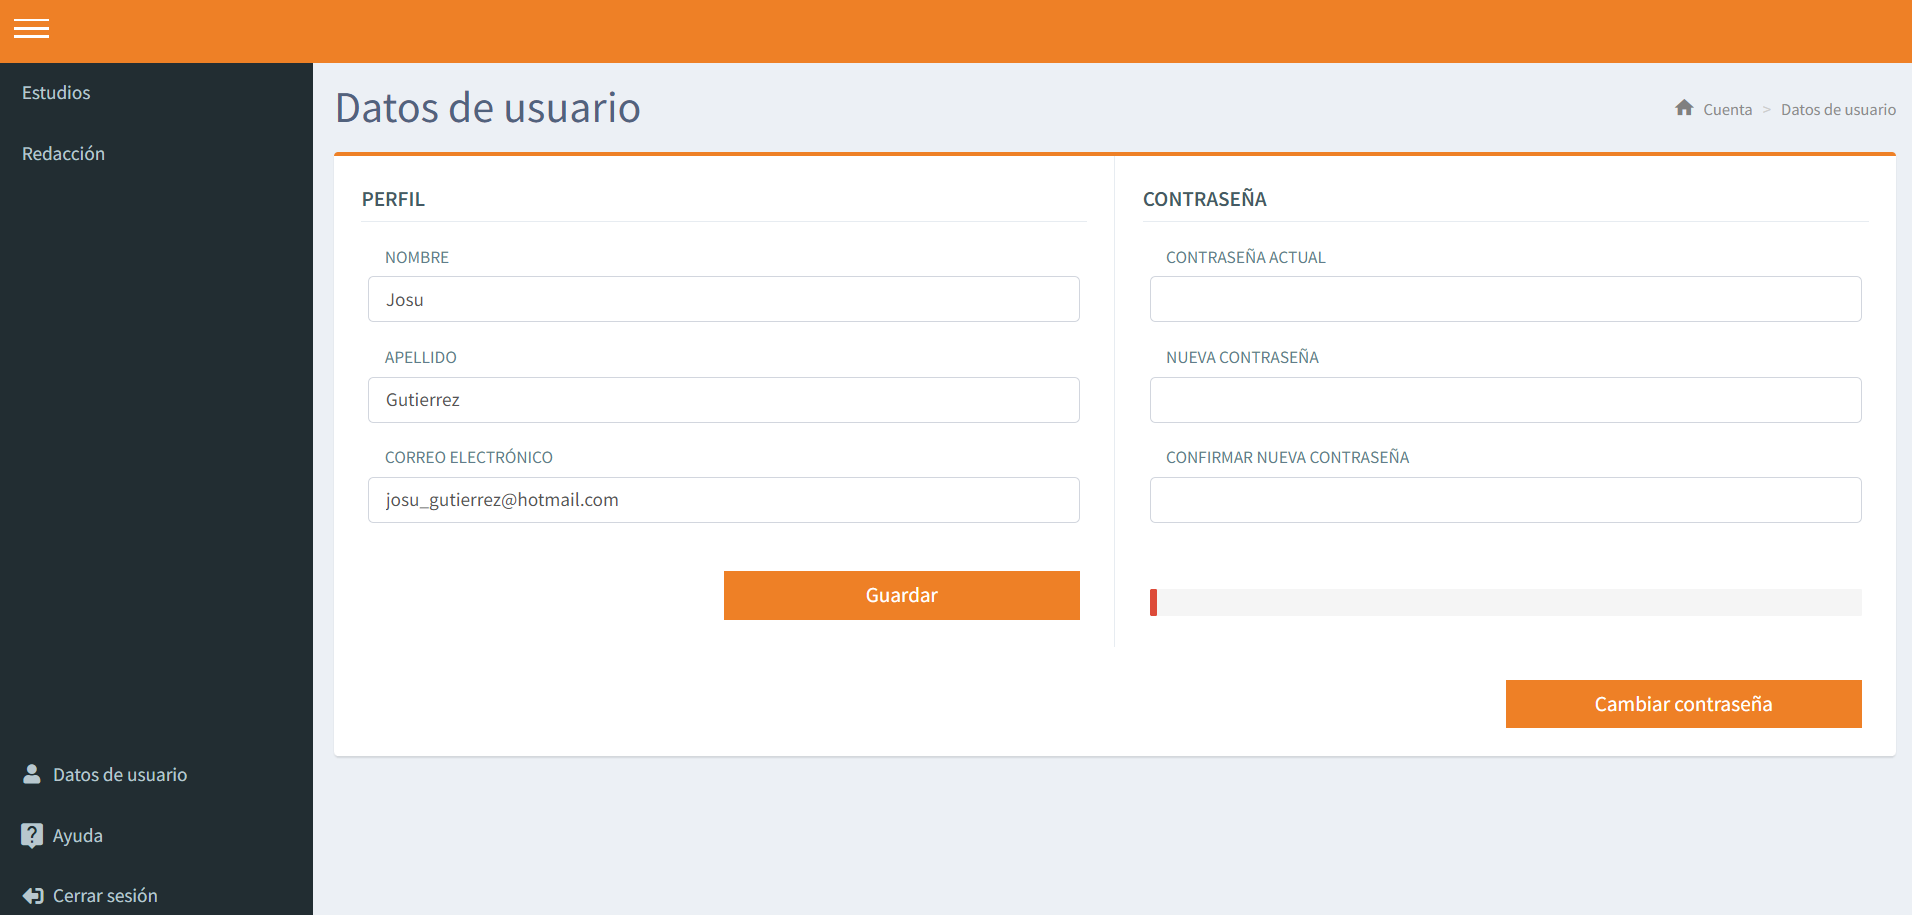 Estudios
Redacción
Datos de usuario
Cuenta > Datos de usuario
PERFIL
NOMBRE
Josu
APELLIDO
Gutierrez
CORREO ELECTRÓNICO
josu_gutierrez@hotmail.com
Guardar
CONTRASEÑA
CONTRASEÑA ACTUAL
NUEVA CONTRASEÑA
CONFIRMAR NUEVA CONTRASEÑA
Cambiar contraseña
Datos de usuario
Ayuda
Cerrar sesión